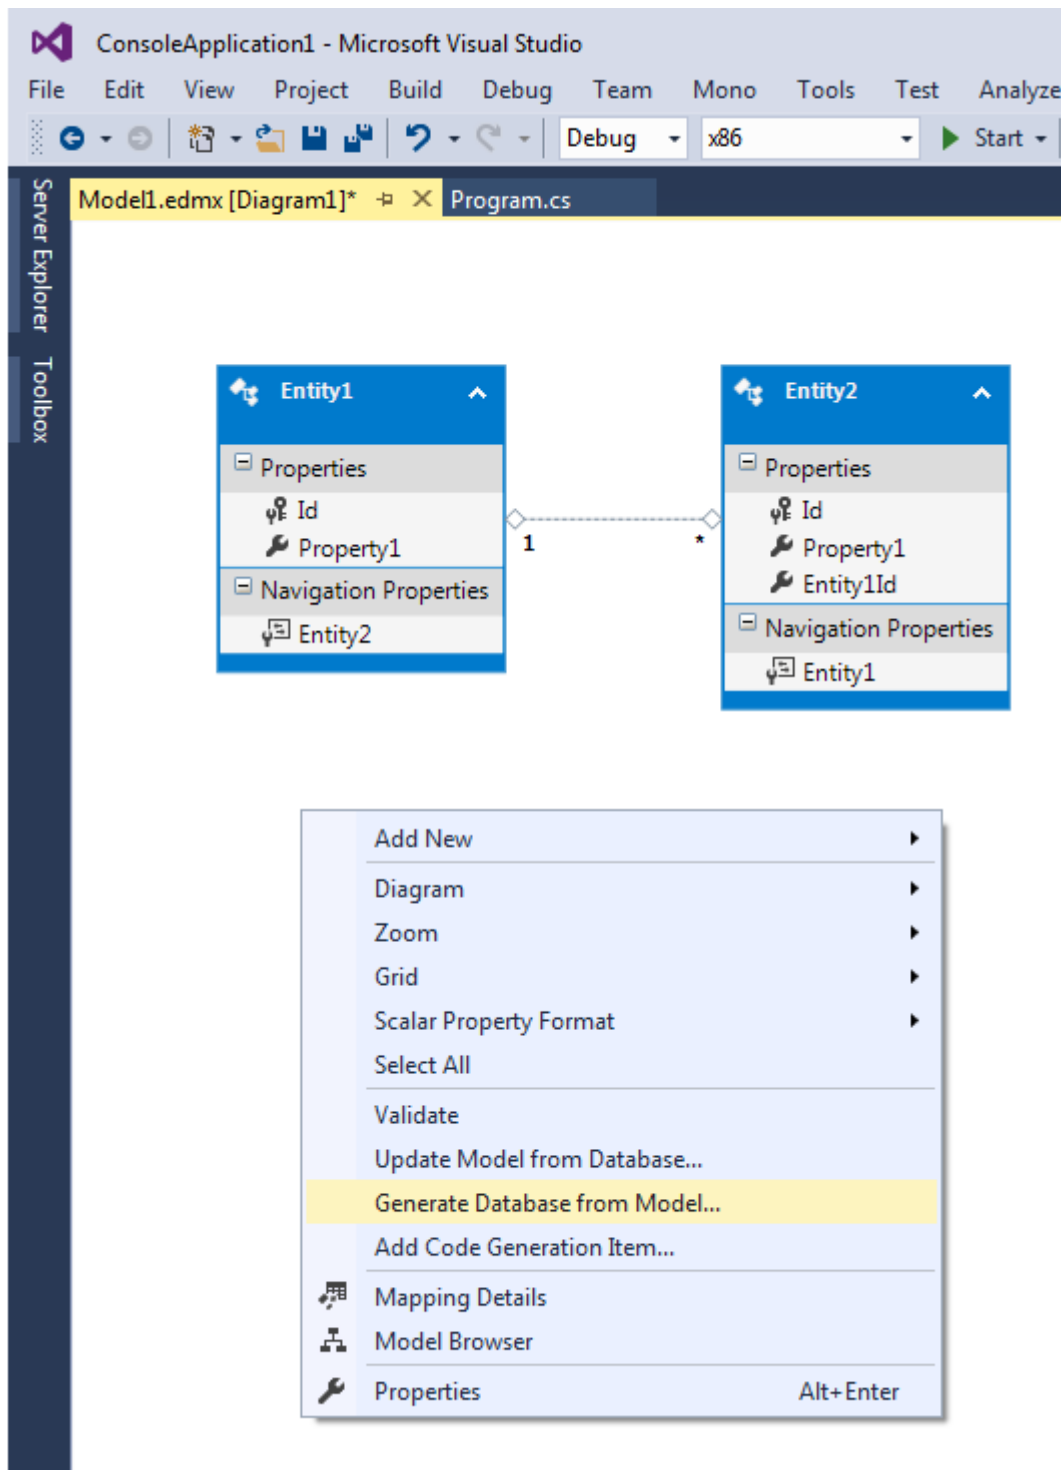 ConsoleApplication1 - Microsoft Visual Studio
File Edit View Project Build Debug Team Mono Tools Test Analyze
Debug x86 Start
Server Explorer
Toolbox
Model1.edmx [Diagram1]* Program.cs
Entity1
Properties
Id
Property1
Navigation Properties
Entity2
1 *
Entity2
Properties
Id
Property1
Entity1Id
Navigation Properties
Entity1
Add New
Diagram
Zoom
Grid
Scalar Property Format
Select All
Validate
Update Model from Database...
Generate Database from Model...
Add Code Generation Item...
Mapping Details
Model Browser
Properties Alt+Enter